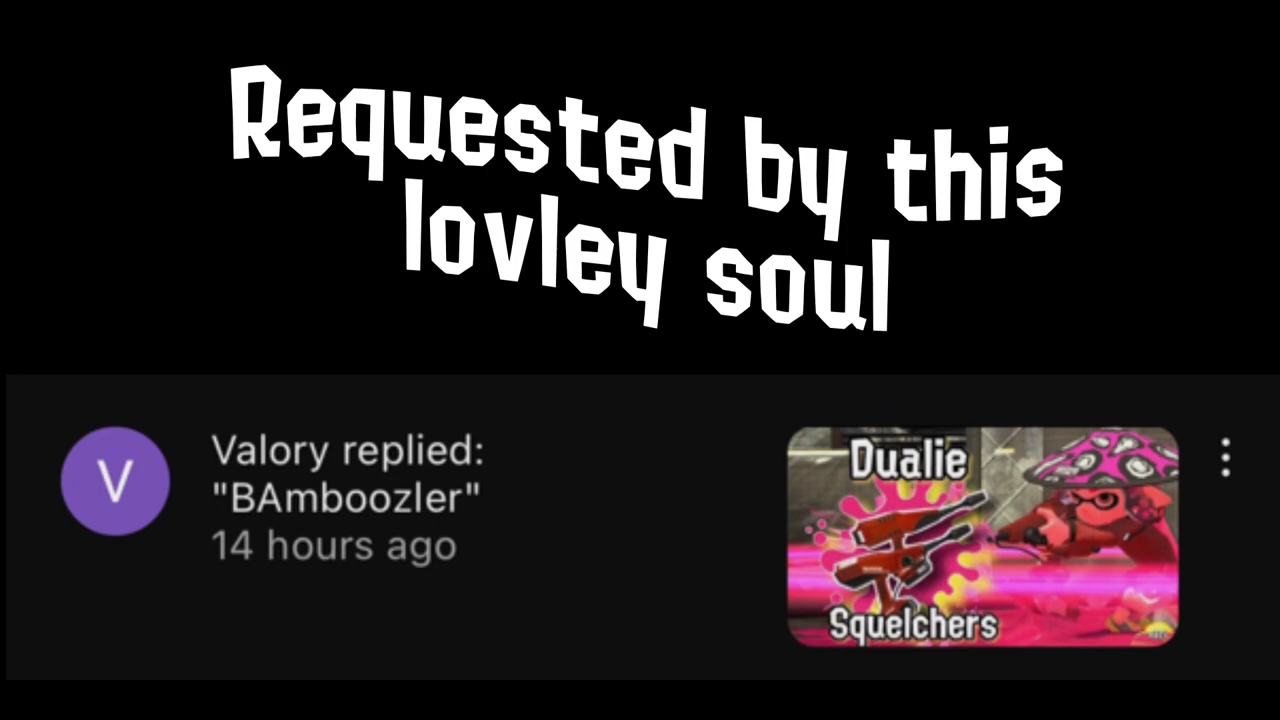 Requested by this
lovley soul
V
Valory replied:
"BAmboozler"
14 hours ago
Dualie
Squelchers